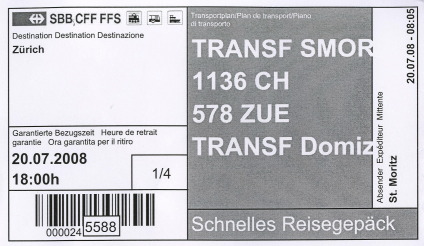 SBB CFF FFS
Destination Destination Destinazione
Zürich
Garantierte Bezugszeit Heure de retrait
garantie Ora garantita per il ritiro
20.07.2008
18:00h
1/4
000024 5588
Transportplan/Plan de transport/Piano
di trasporto
TRANSF SMOR
1136 CH
578 ZUE
TRANSF Domiz
Schnelles Reisegepäck
Absender Expéditeur Mittente
St. Moritz
20.07.08 - 08:05